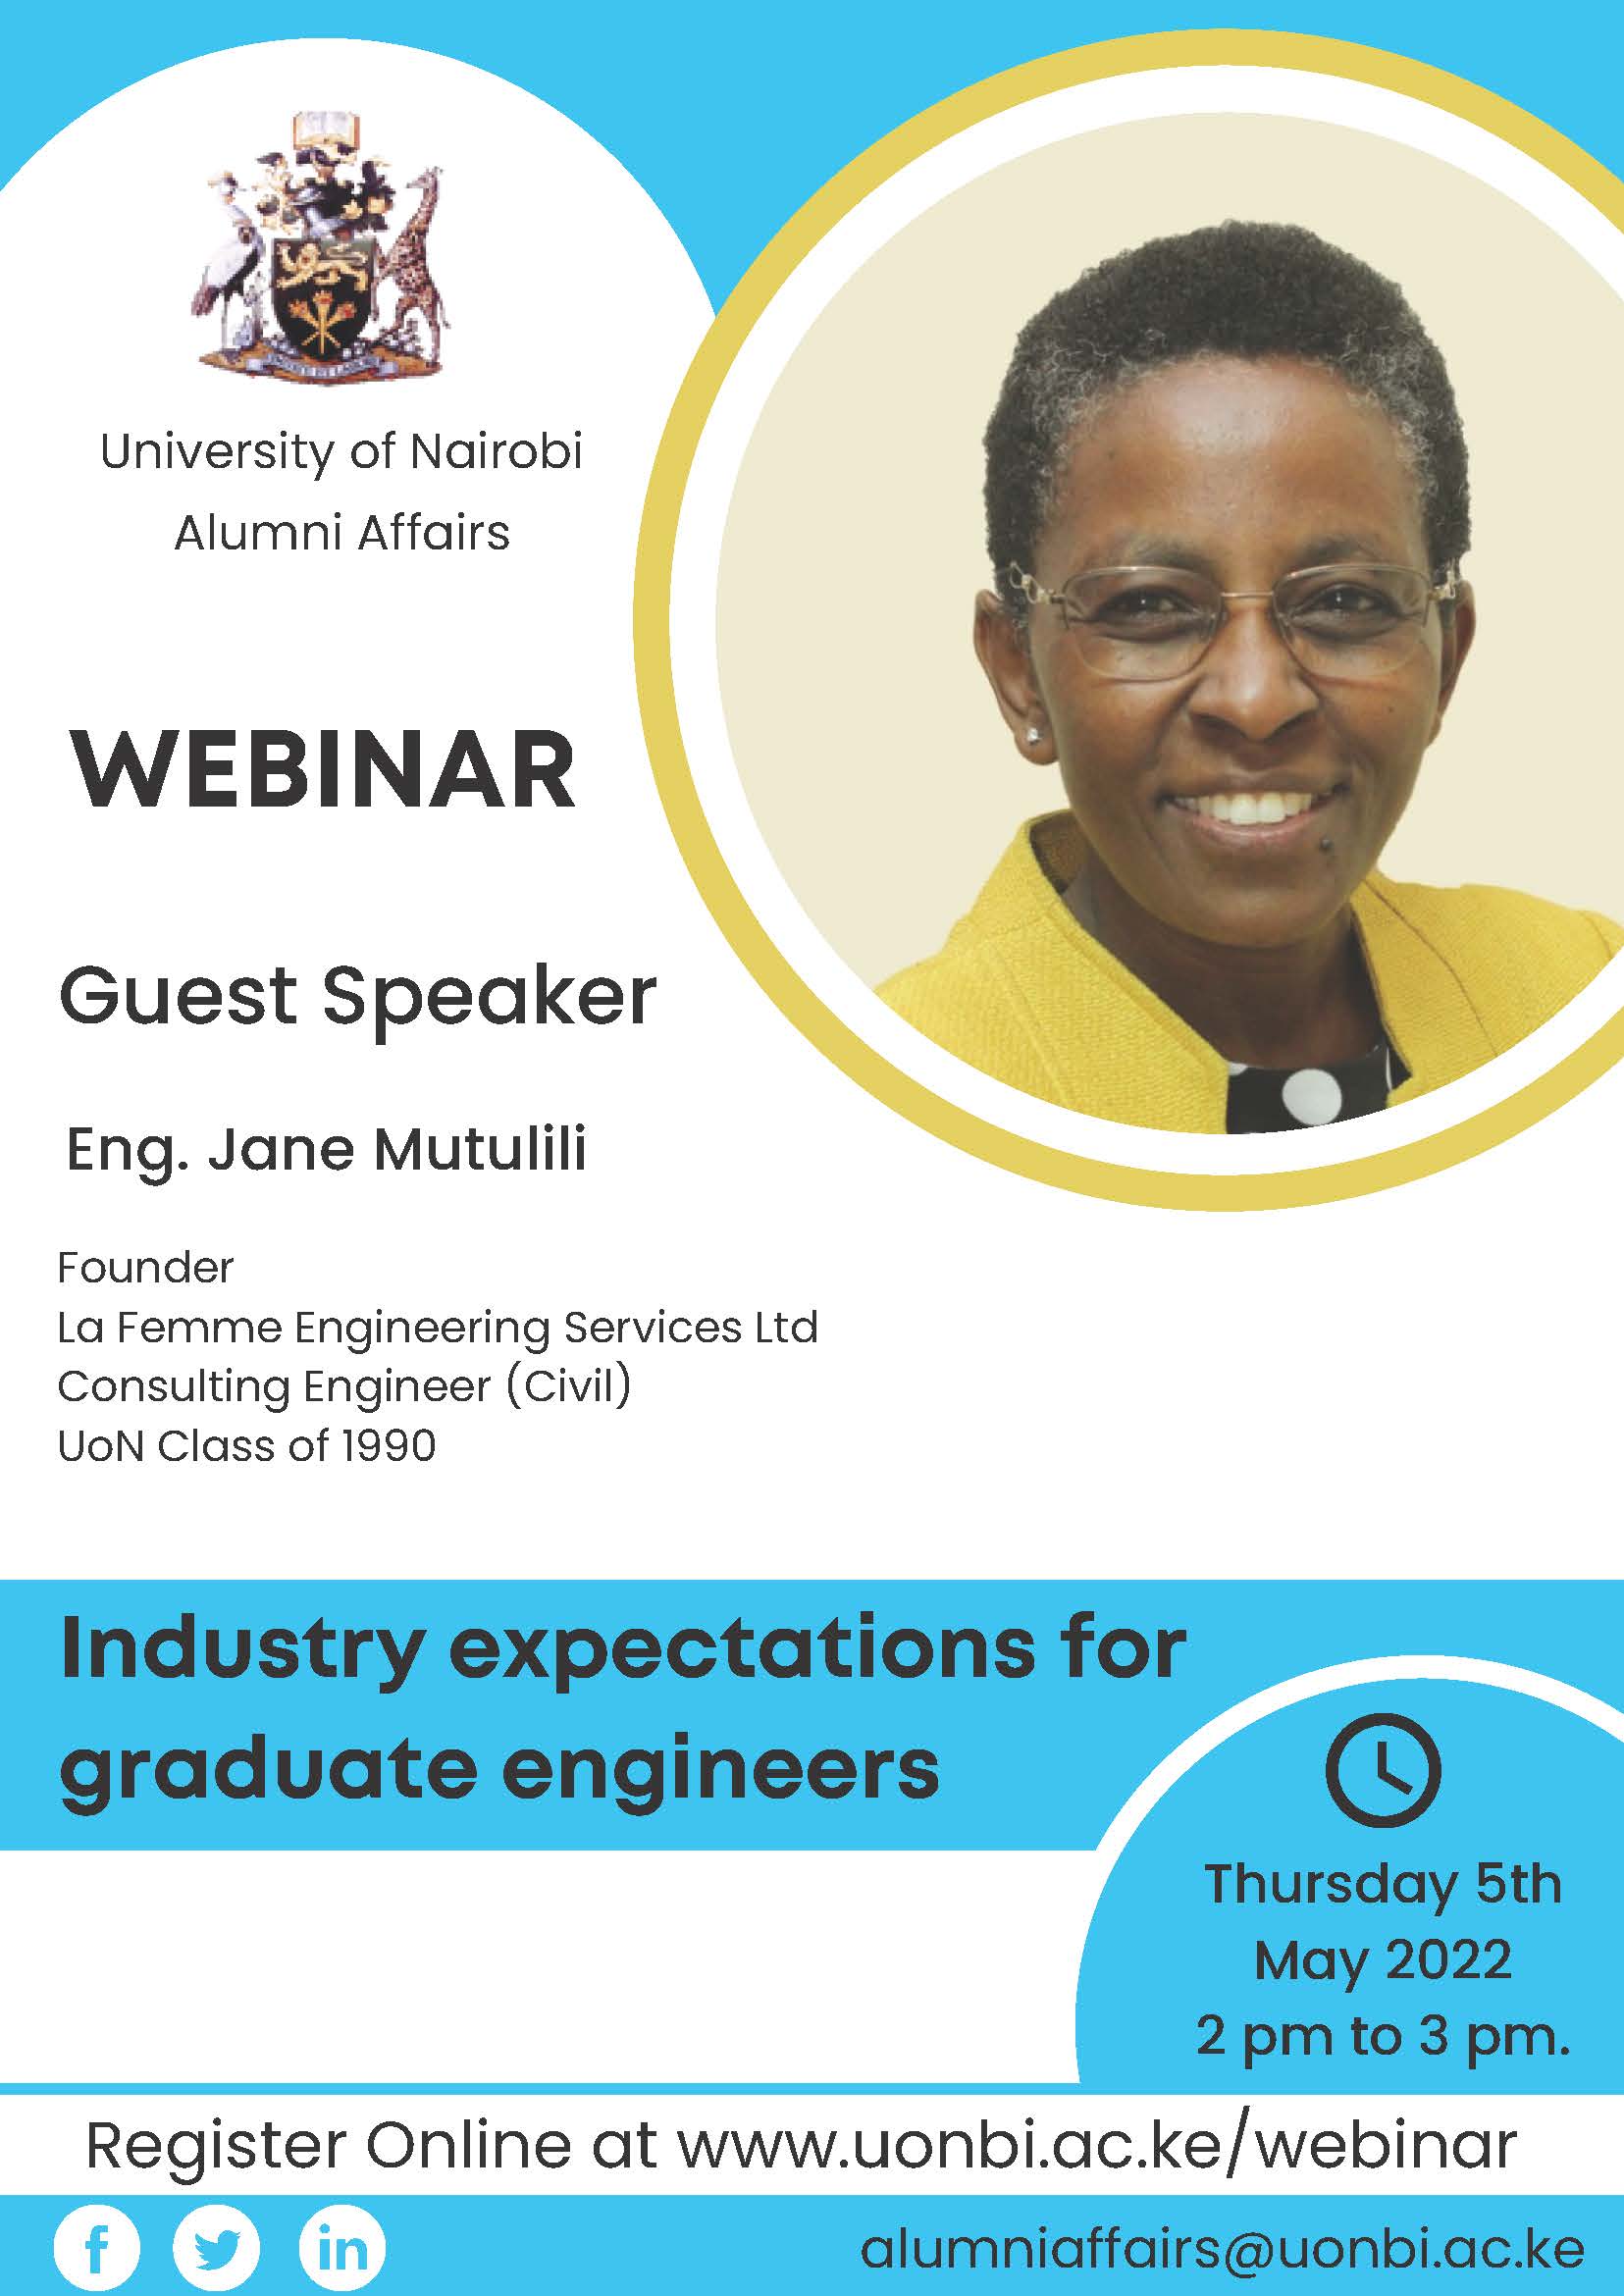 University of Nairobi
Alumni Affairs
WEBINAR
Guest Speaker
Eng. Jane Mutulili
Founder
La Femme Engineering Services Ltd
Consulting Engineer (Civil)
UoN Class of 1990
Industry expectations for
graduate engineers
Thursday 5th
May 2022
2 pm to 3 pm.
Register Online at www.uonbi.ac.ke/webinar
alumniaffairs@uonbi.ac.ke